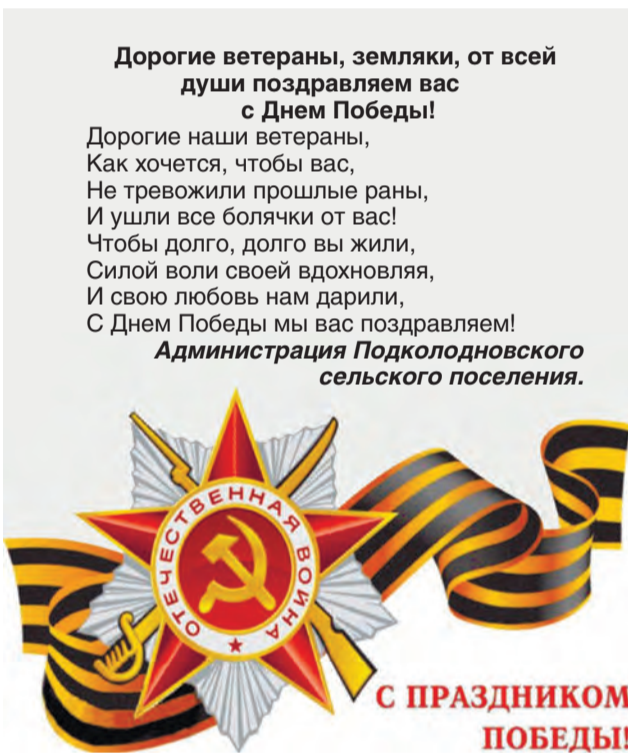 Дорогие ветераны, земляки, от всей
души поздравляем вас
с Днем Победы!
Дорогие наши ветераны,
Как хочется, чтобы вас,
Не тревожили прошлые раны,
И ушли все болячки от вас!
Чтобы долго, долго вы жили,
Силой воли своей вдохновляя,
И свою любовь нам дарили,
С Днем Победы мы вас поздравляем!
Администрация Подколодновского
сельского поселения.
ОТЕЧЕСТВЕННАЯ ВОЙНА
С ПРАЗДНИКОМ
ПОБЕДЫ!